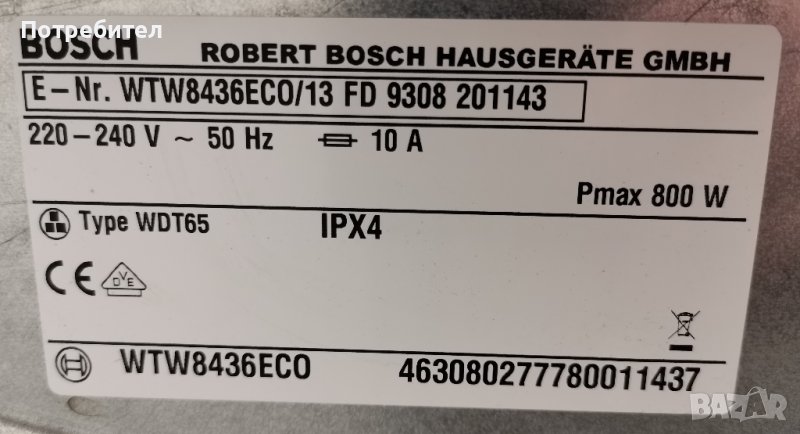 Потребител
BOSCH ROBERT BOSCH HAUSGERÄTE GMBH
E-Nr. WTW8436ECO/13 FD 9308 201143
220-240 V ~ 50 Hz 10 A
Pmax 800 W
Type WDT65 IPX4
CE DVE
WTW8436ECO 463080277780011437
BAZAR